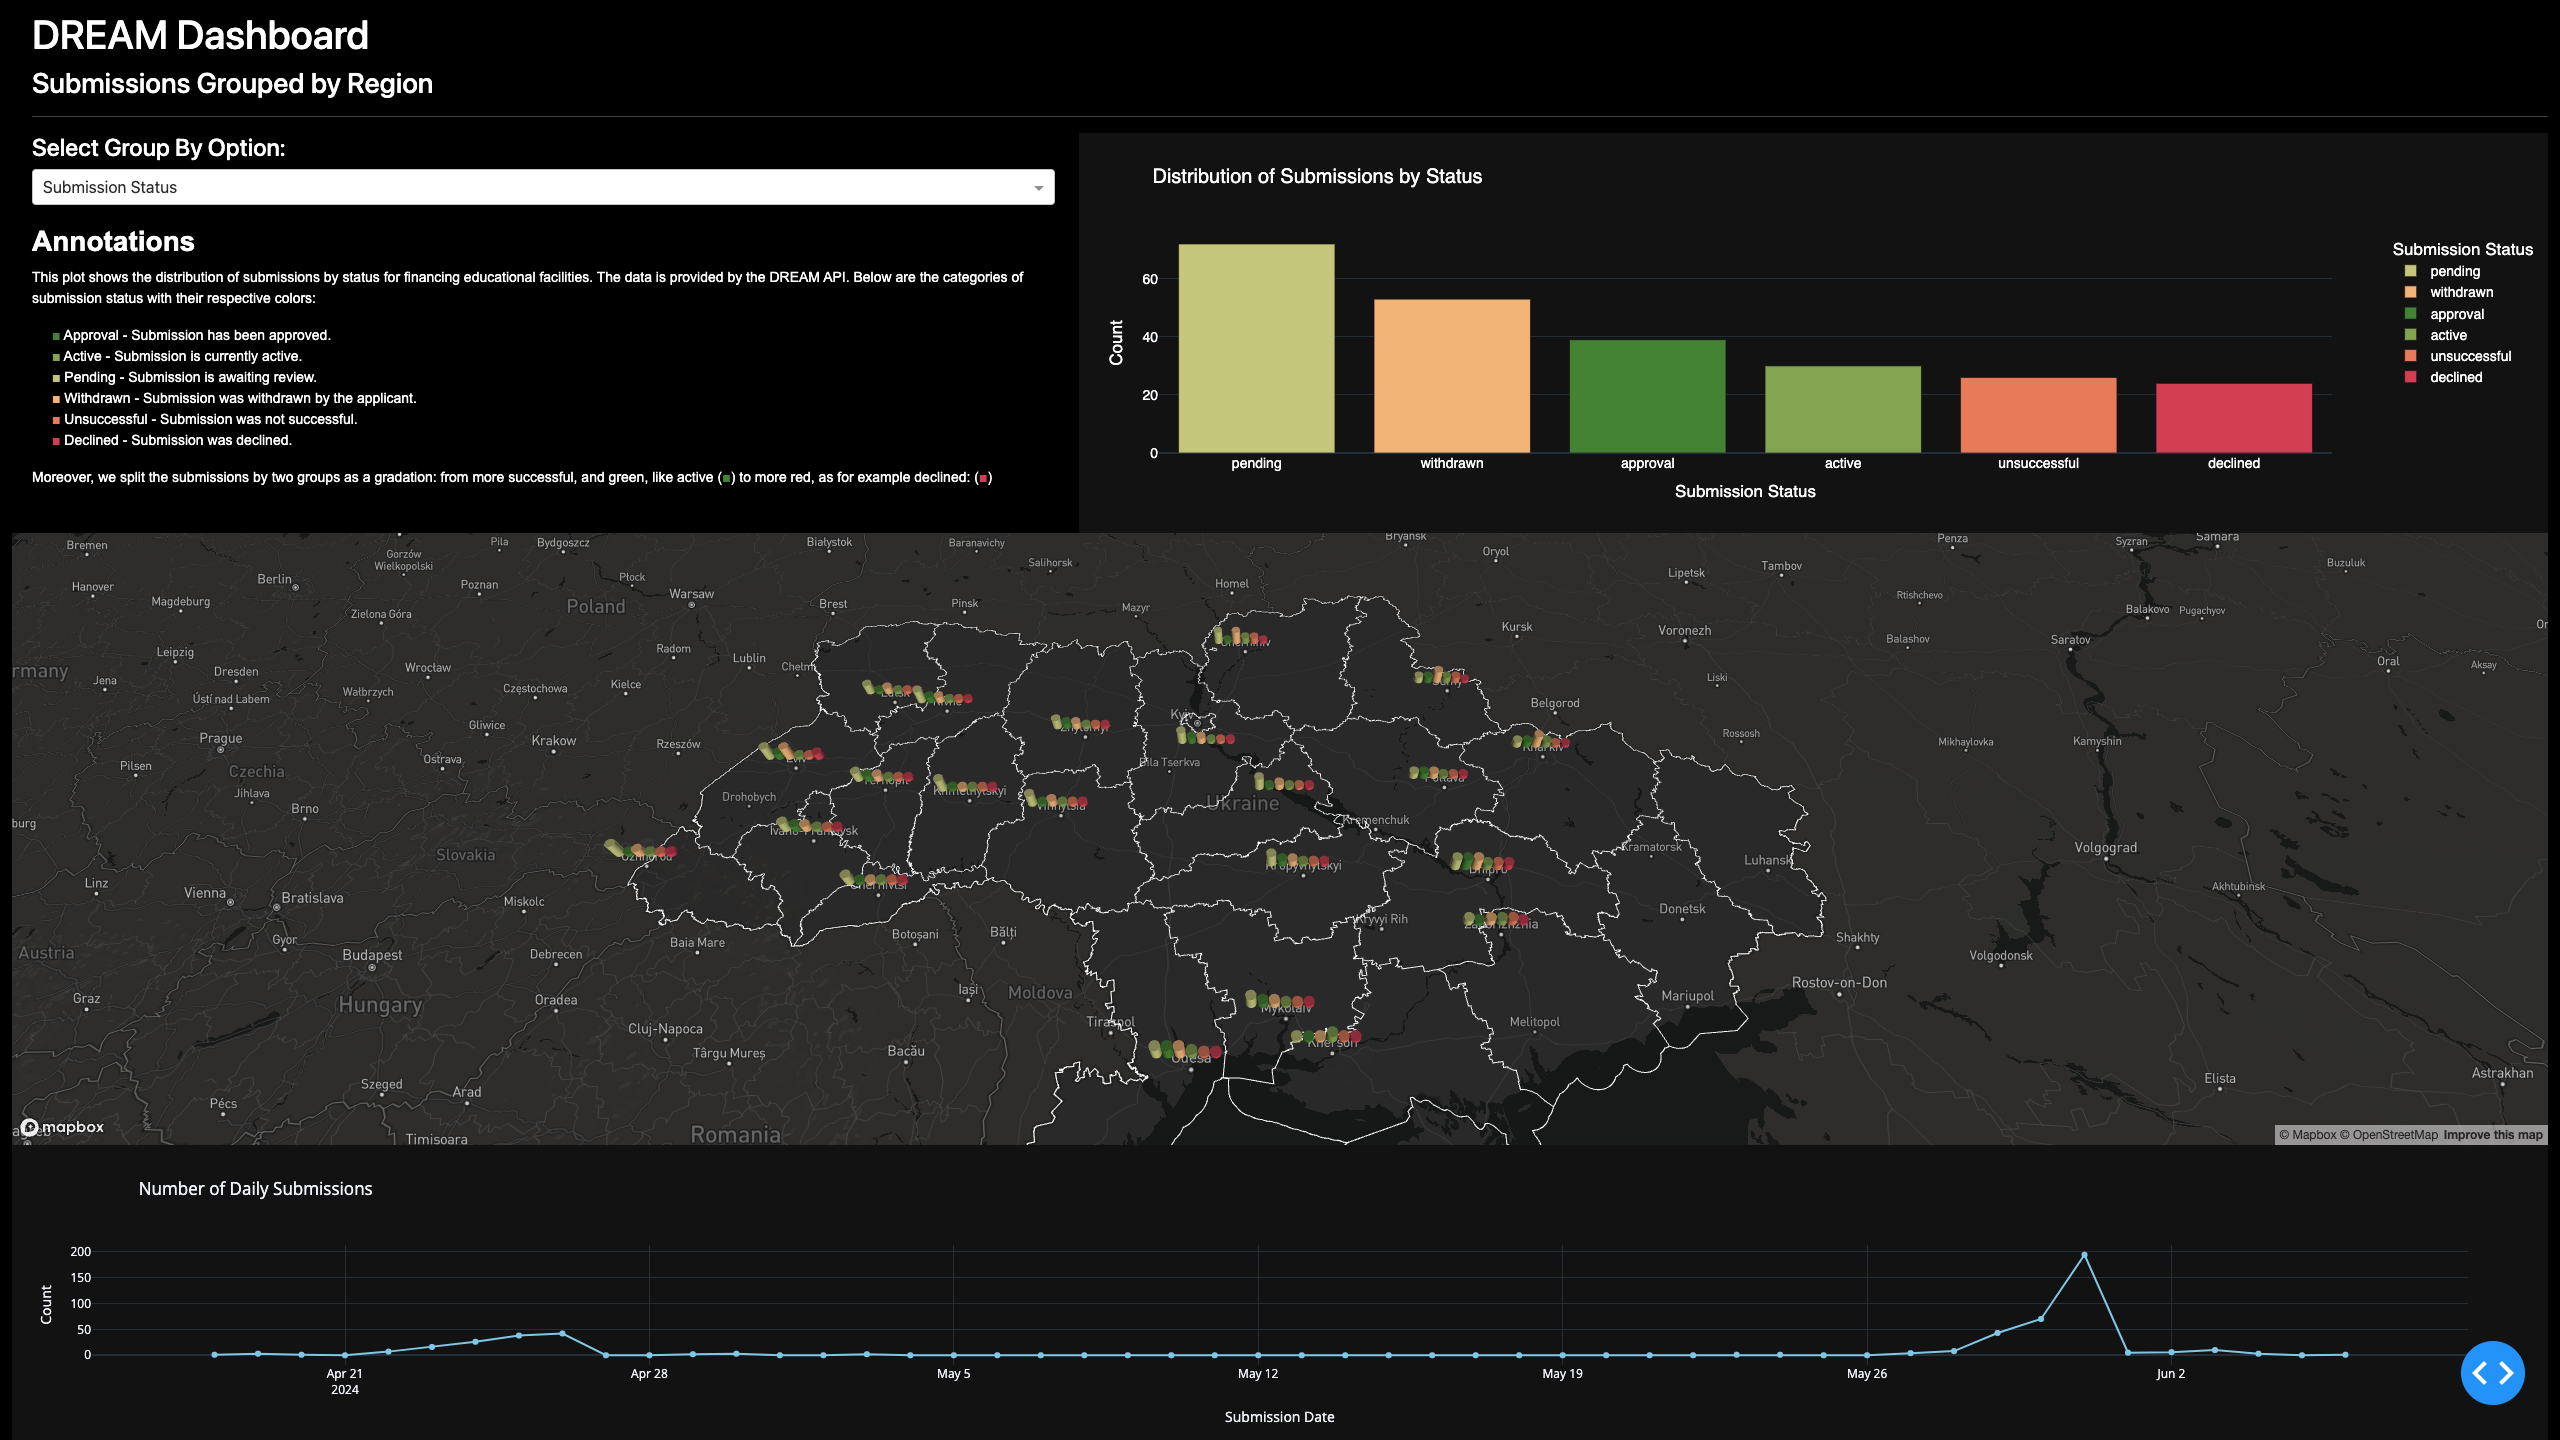 DREAM Dashboard
Submissions Grouped by Region
Select Group By Option:
Submission Status
Annotations
This plot shows the distribution of submissions by status for financing educational facilities. The data is provided by the DREAM API. Below are the categories of
submission status with their respective colors:
Approval - Submission has been approved.
Active - Submission is currently active.
Pending - Submission is awaiting review.
Withdrawn - Submission was withdrawn by the applicant.
Unsuccessful - Submission was not successful.
Declined - Submission was declined.
Moreover, we split the submissions by two groups as a gradation: from more successful, and green, like active (■) to more red, as for example declined: (■)
Distribution of Submissions by Status
Count
60
40
20
0
pending
withdrawn
approval
active
unsuccessful
declined
Submission Status
Submission Status
pending
withdrawn
approval
active
unsuccessful
declined
Bremen
Gorzów
Wielkopolski
Pila
Bydgoszcz
Białystok
Baranavichy
Salihorsk
Bryansk
Oryol
Penza
Syzran
Samara
Hanover
Berlin
Poznan
Płock
Warsaw
Homel
Lipetsk
Tambov
Buzuluk
Magdeburg
Zielona Góra
Poland
Brest
Pinsk
Mazyr
Rtishchevo
Balakovo
Pugachyov
Leipzig
Radom
Lublin
Chełm
Kursk
Voronezh
Balashov
Saratov
Oral
Aksay
rmany
Jena
Dresden
Wrocław
Ústí nad Labem
Wałbrzych
Częstochowa
Kielce
Liski
Prague
Gliwice
Krakow
Rzeszów
Kyiv
Belgorod
Rossosh
Mikhaylovka
Kamyshin
Pilsen
Czechia
Ostrava
Zhytomyr
Bila Tserkva
Kharkiv
Jihlava
Brno
Drohobych
Ternopil
Khmelnytskyi
Vinnytsia
Ukraine
Poltava
burg
Slovakia
Uzhhorod
Ivano-Frankivsk
Kremenchuk
Kramatorsk
Luhansk
Volgograd
Linz
Vienna
Bratislava
Miskolc
Chernivtsi
Kropyvnytskyi
Dnipro
Akhtubinsk
Austria
Gyor
Budapest
Debrecen
Baia Mare
Botoșani
Bălți
Kryvyi Rih
Zaporizhzhia
Donetsk
Shakhty
Volgodonsk
Graz
Hungary
Oradea
Iași
Moldova
Mykolaiv
Mariupol
Rostov-on-Don
Cluj-Napoca
Târgu Mureș
Bacău
Tiraspol
Odesa
Kherson
Melitopol
Pécs
Szeged
Arad
Elista
Astrakhan
Timisoara
Romania
mapbox
© Mapbox © OpenStreetMap Improve this map
Number of Daily Submissions
Count
200
150
100
50
0
Apr 21
2024
Apr 28
May 5
May 12
May 19
May 26
Jun 2
Submission Date